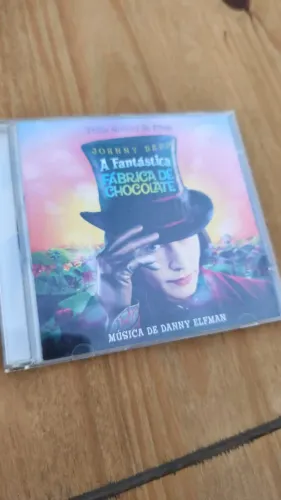 JOHNNY DEPP
A Fantástica
FÁBRICA DE
CHOCOLATE
MÚSICA DE DANNY ELFMAN